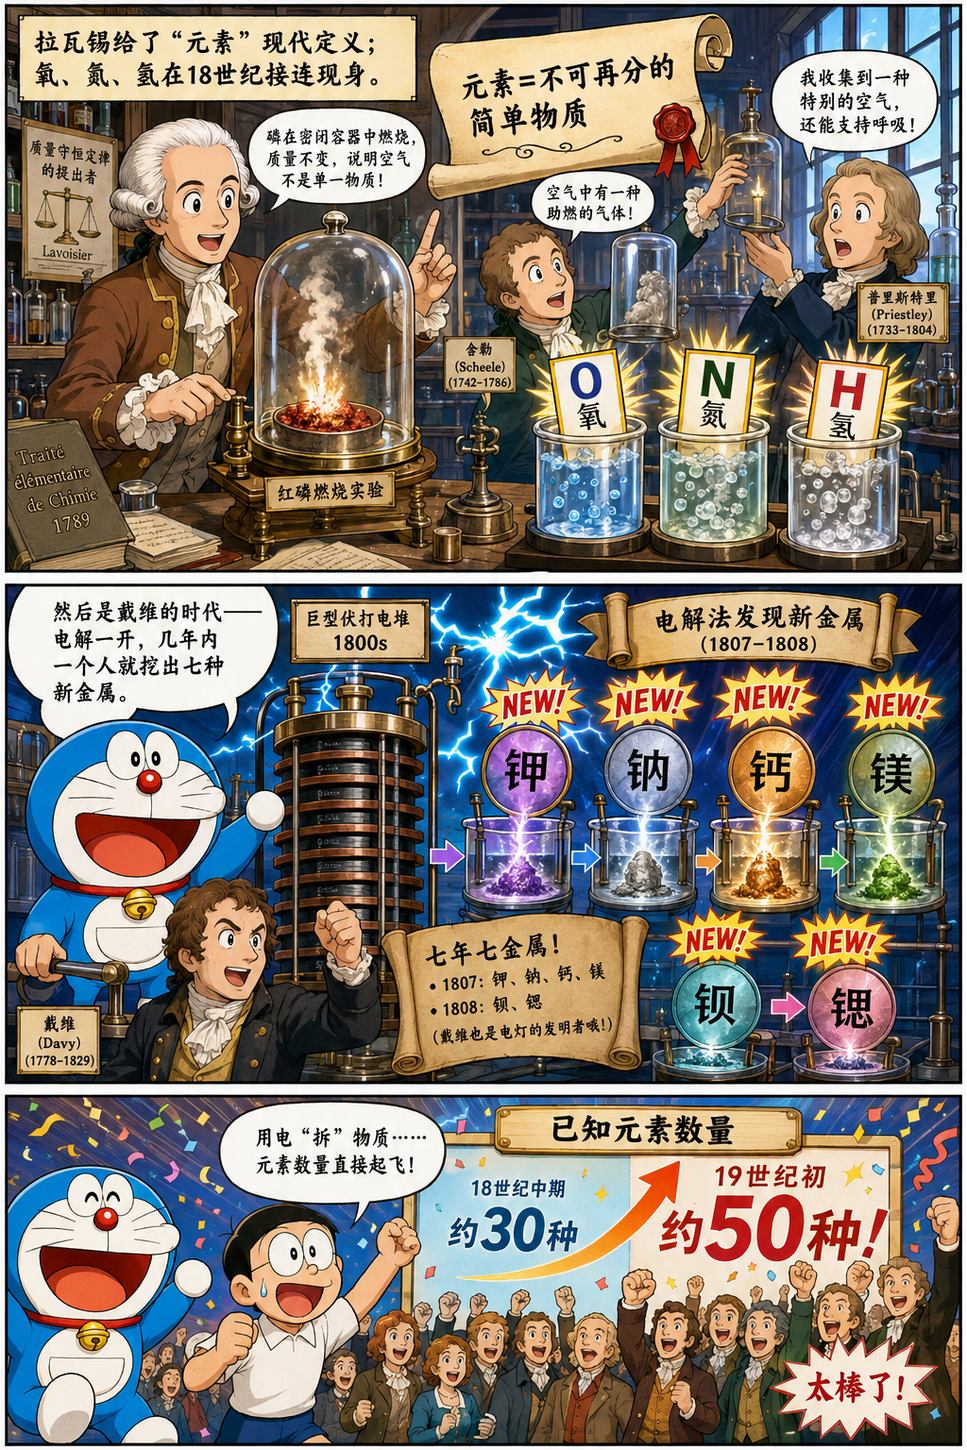 拉瓦锡给了“元素”现代定义；
氧、氮、氢在18世纪接连现身。
元素=不可再分的
简单物质
我收集到一种
特别的空气，
还能支持呼吸！
磷在密闭容器中燃烧，
质量不变，说明空气
不是单一物质！
质量守恒定律
的提出者
Lavoisier
空气中有一种
助燃的气体！
普里斯特里
(Priestley)
(1733–1804)
舍勒
(Scheele)
(1742–1786)
O
氧
N
氮
H
氢
Traité
élémentaire
de Chimie
1789
红磷燃烧实验
然后是戴维的时代——
电解一开，几年内
一个人就挖出七种
新金属。
巨型伏打电堆
1800s
电解法发现新金属
(1807–1808)
NEW!
NEW!
NEW!
NEW!
钾
钠
钙
镁
七年七金属！
• 1807: 钾、钠、钙、镁
• 1808: 钡、锶
(戴维也是电灯的发明者哦!)
NEW!
NEW!
钡
锶
戴维
(Davy)
(1778–1829)
用电“拆”物质……
元素数量直接起飞！
已知元素数量
18世纪中期
约30种
19世纪初
约50种!
太棒了!